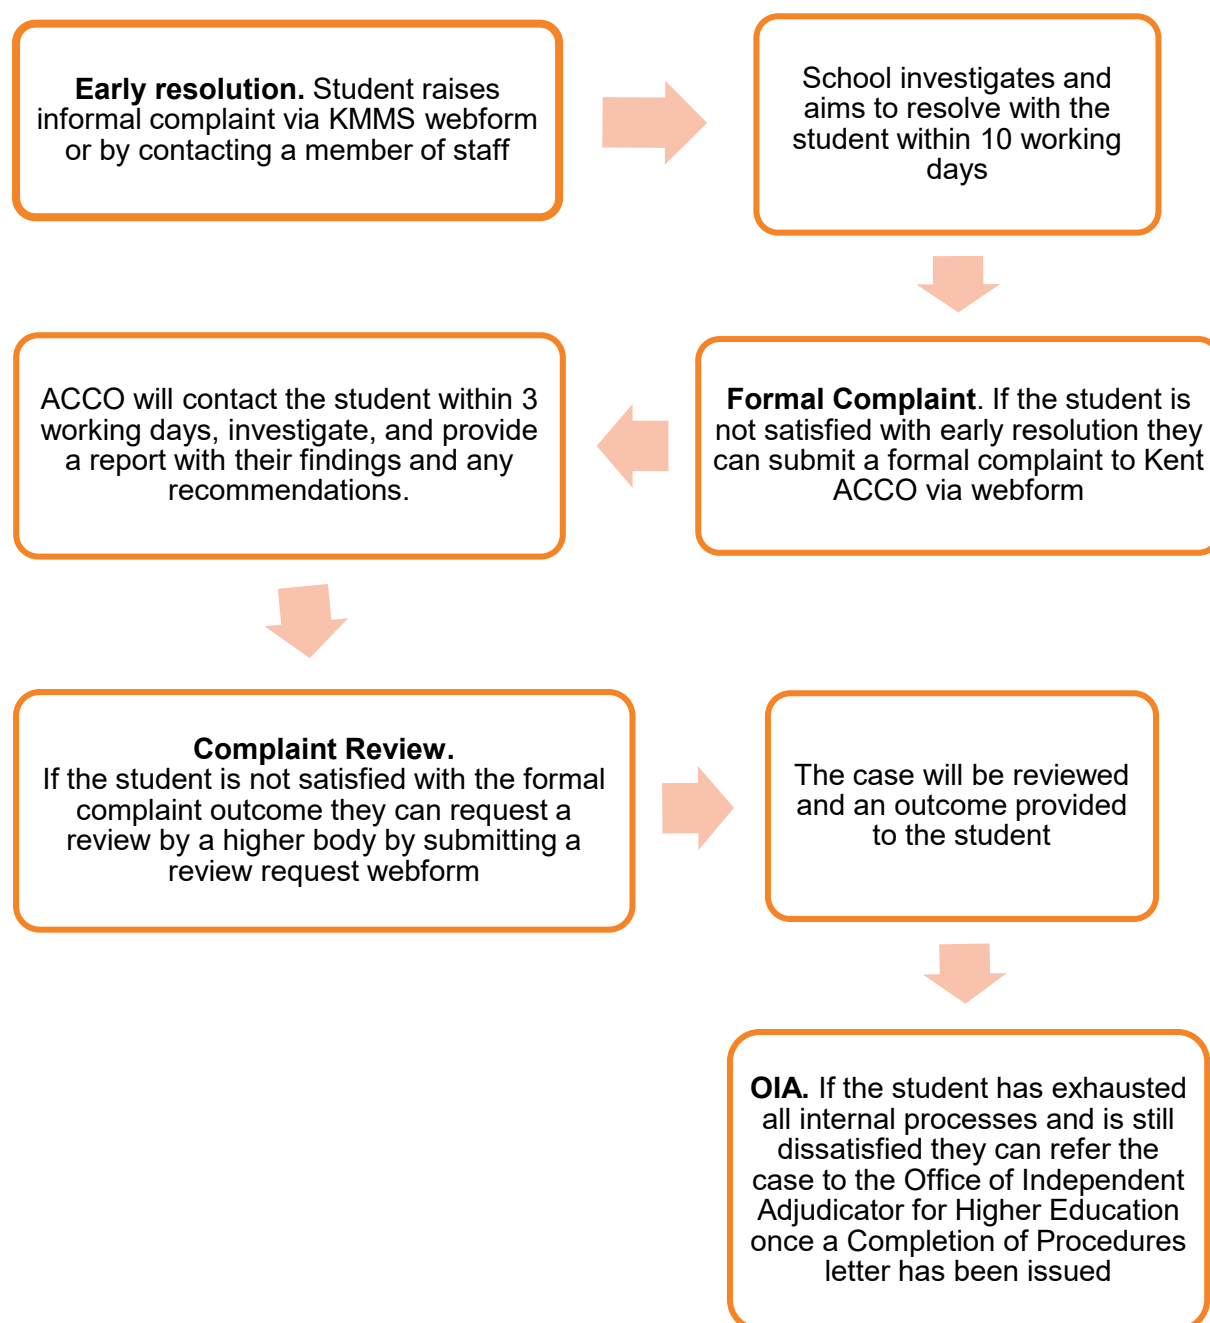 Early resolution. Student raises
informal complaint via KMMS webform
or by contacting a member of staff
School investigates and
aims to resolve with the
student within 10 working
days
Formal Complaint. If the student is
not satisfied with early resolution they
can submit a formal complaint to Kent
ACCO via webform
ACCO will contact the student within 3
working days, investigate, and provide
a report with their findings and any
recommendations.
Complaint Review.
If the student is not satisfied with the formal
complaint outcome they can request a
review by a higher body by submitting a
review request webform
The case will be reviewed
and an outcome provided
to the student
OIA. If the student has exhausted
all internal processes and is still
dissatisfied they can refer the
case to the Office of Independent
Adjudicator for Higher Education
once a Completion of Procedures
letter has been issued